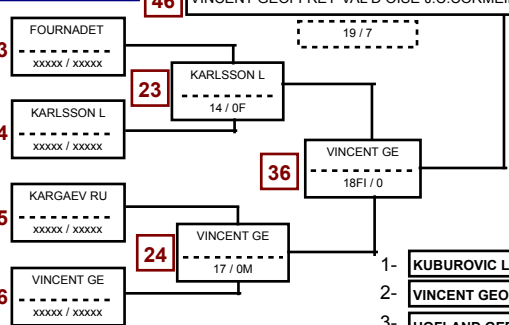 46 VINCENT GEOFFREY VAL D'OISE J.C.CORMEI
19 / 7
3 FOURNADET
xxxxx / xxxxx
23 KARLSSON L
14 / 0F
4 KARLSSON L
xxxxx / xxxxx
36 VINCENT GE
18FI / 0
5 KARGAEV RU
xxxxx / xxxxx
24 VINCENT GE
17 / 0M
6 VINCENT GE
xxxxx / xxxxx
1- KUBUROVIC L
2- VINCENT GEO
3-